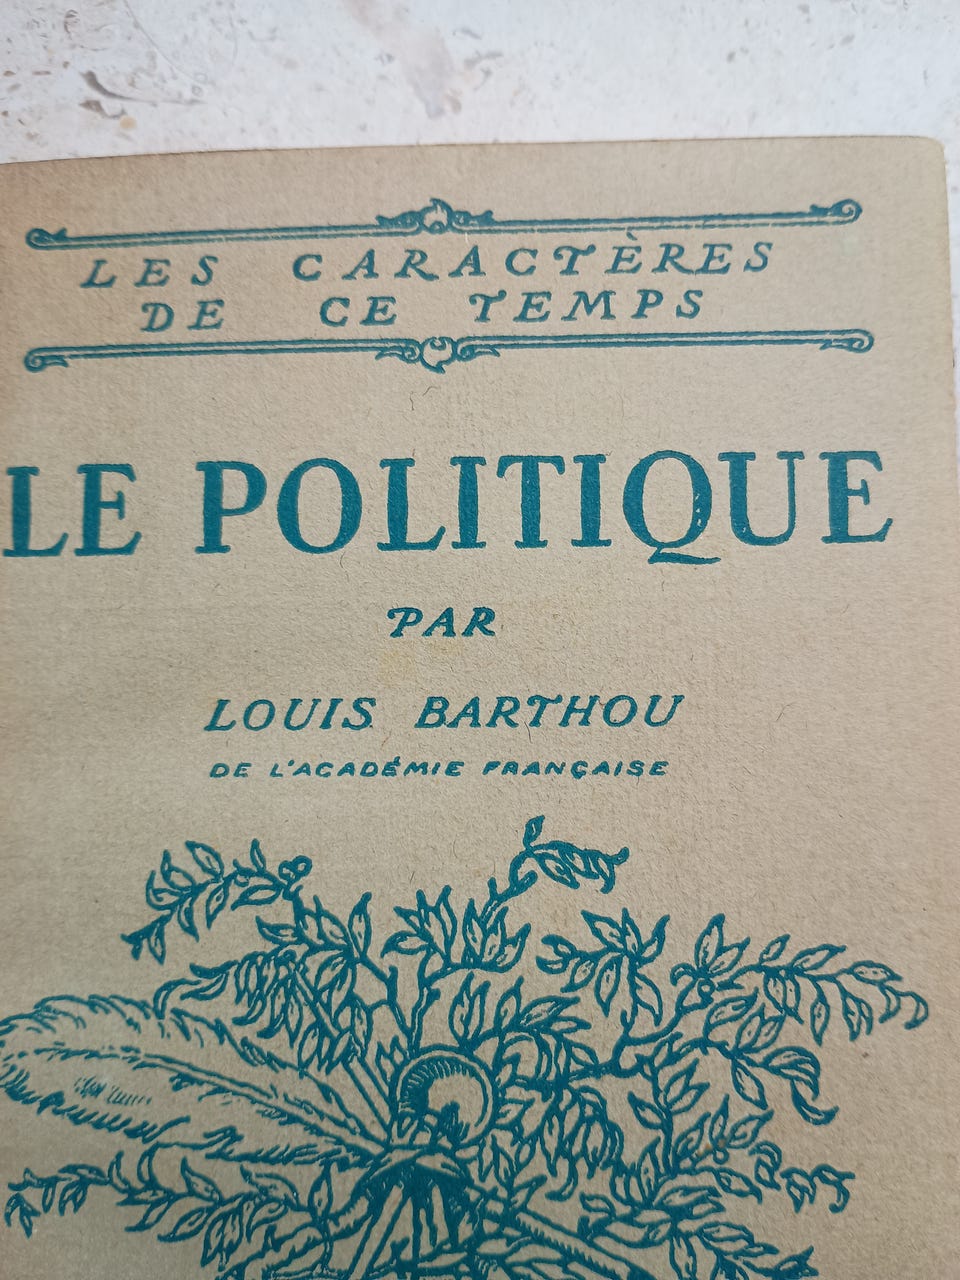 LES CARACTÈRES
DE CE TEMPS
LE POLITIQUE
PAR
LOUIS BARTHOU
DE L'ACADÉMIE FRANÇAISE